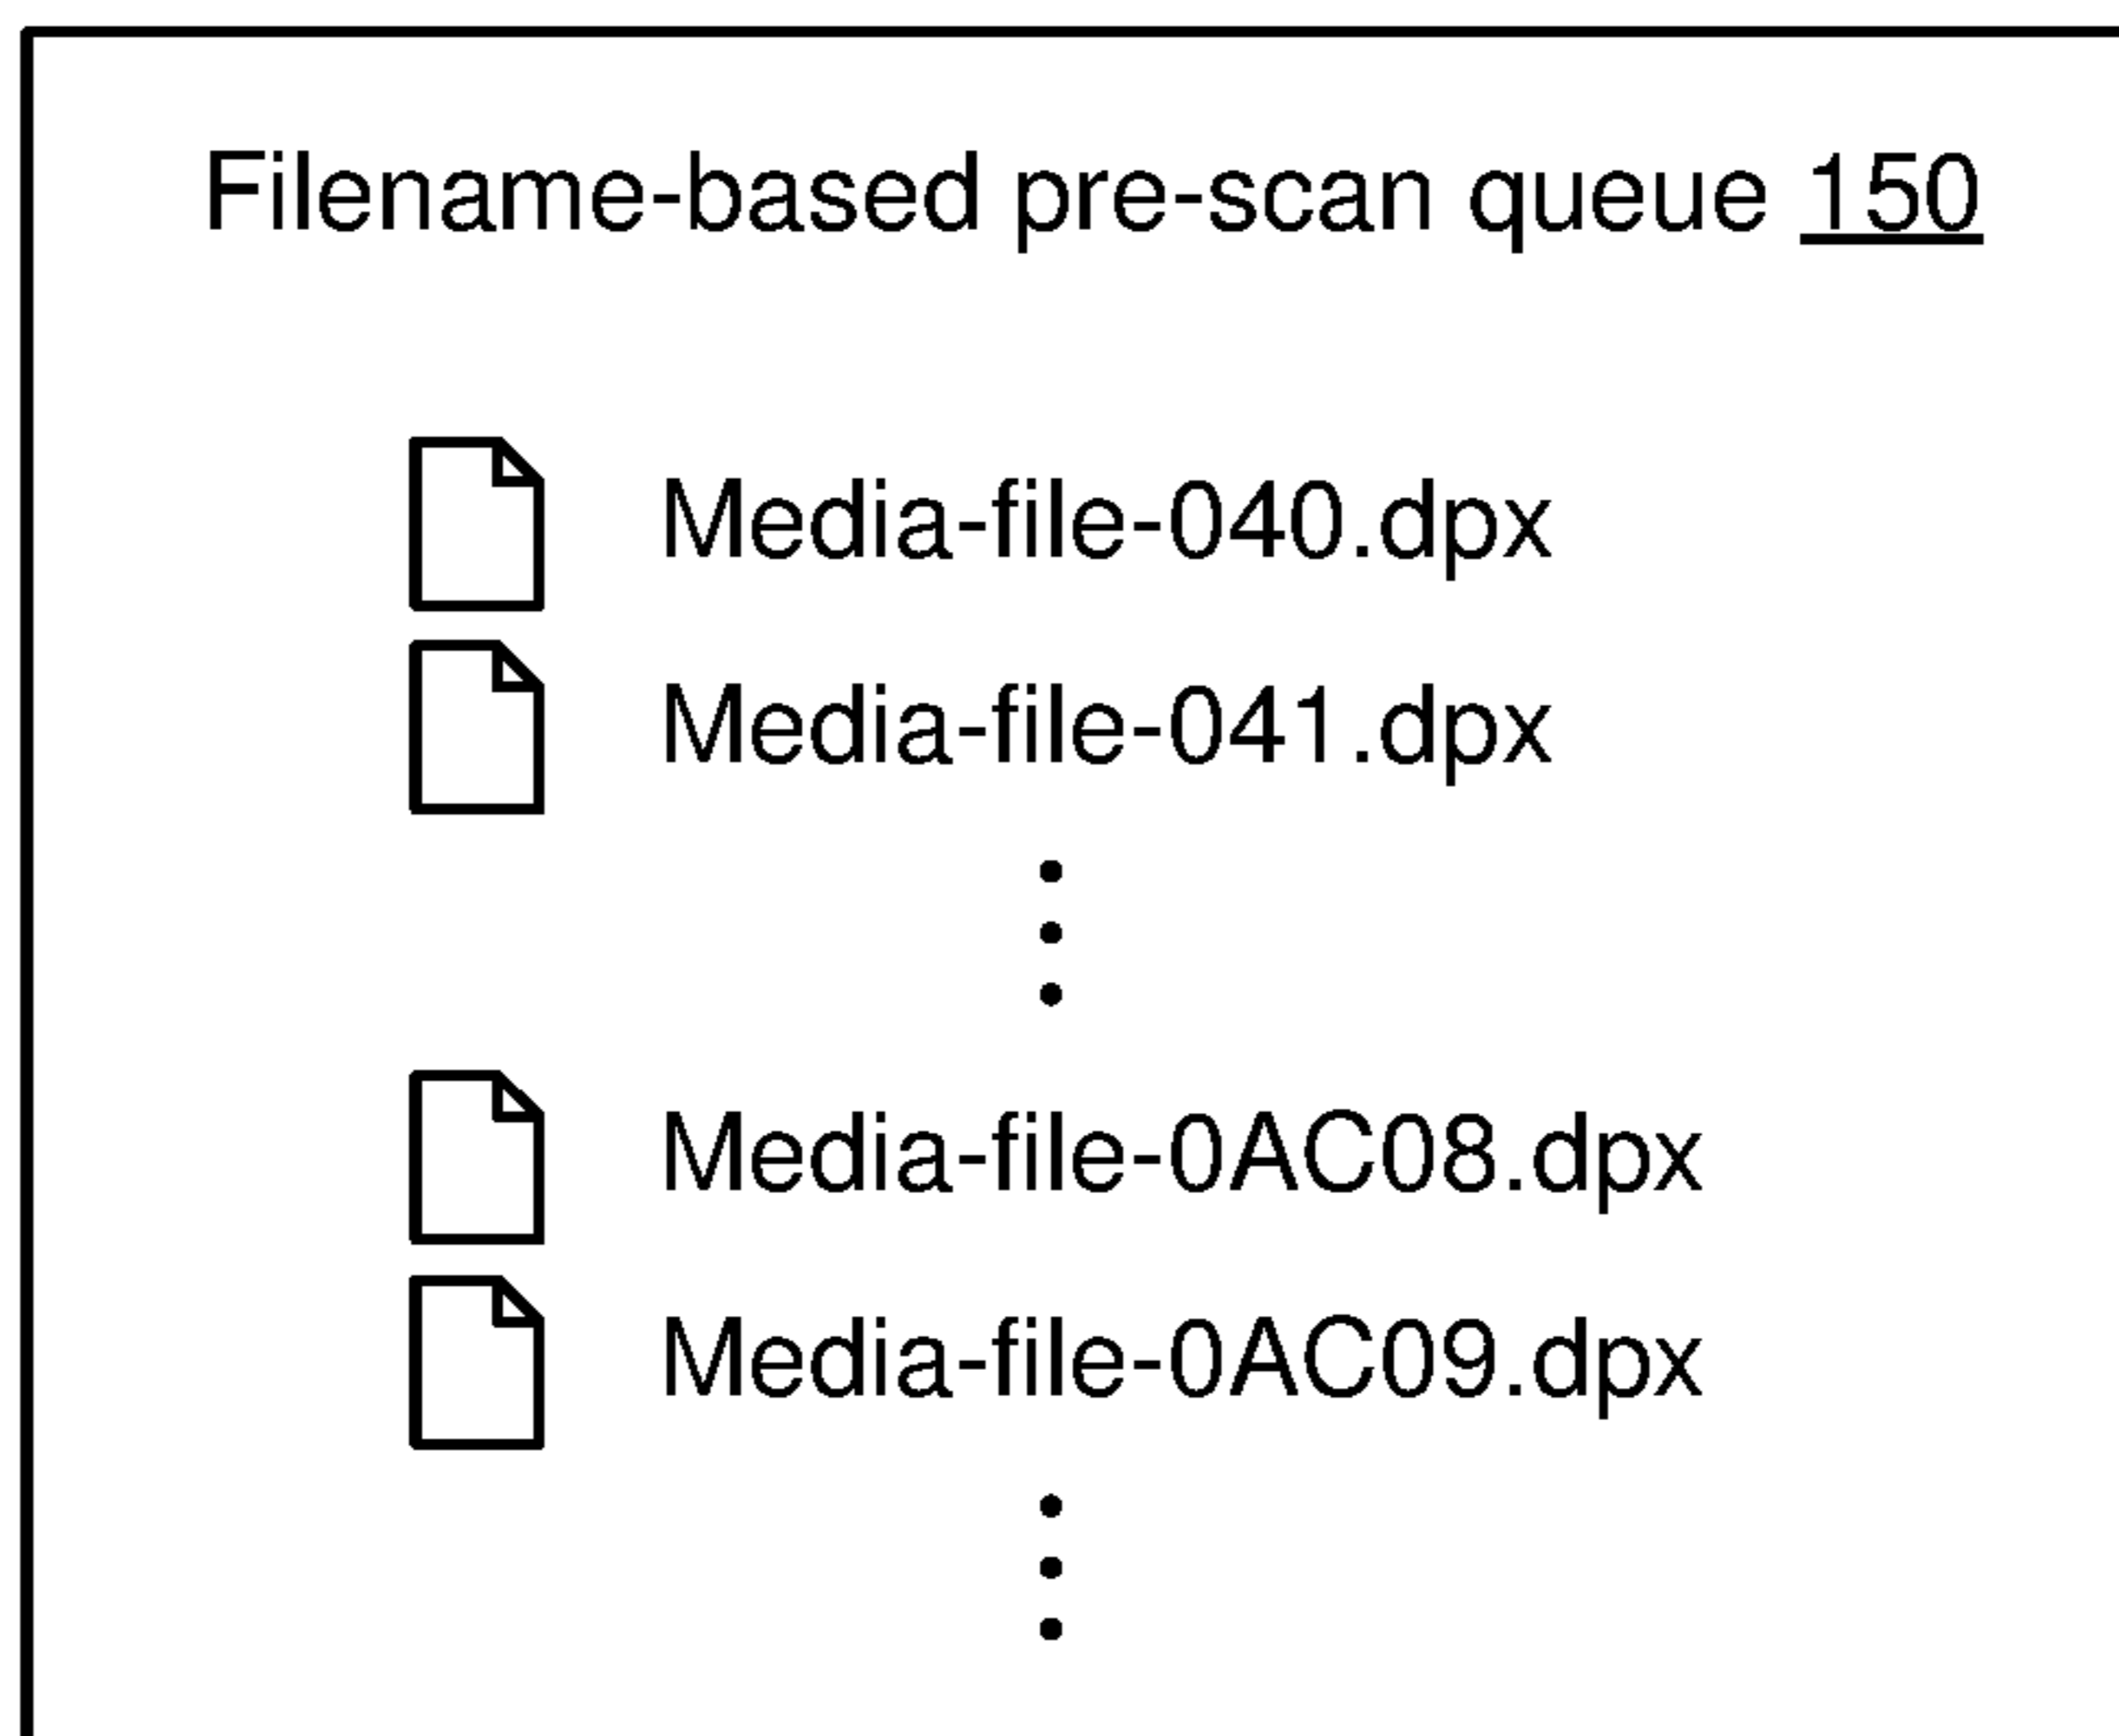 Filename-based pre-scan queue 150
Media-file-040.dpx
Media-file-041.dpx
Media-file-0AC08.dpx
Media-file-0AC09.dpx